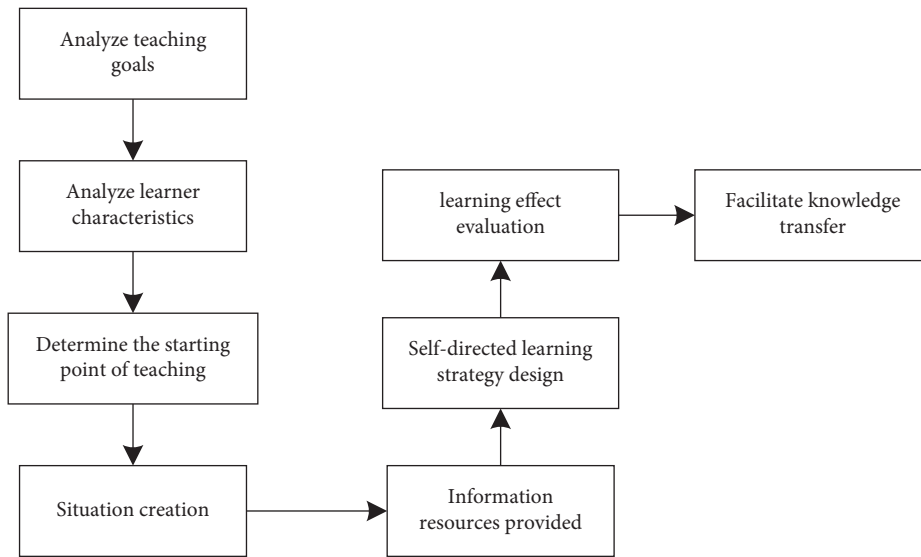 Analyze teaching
goals
Analyze learner
characteristics
Determine the starting
point of teaching
Situation creation
Information
resources provided
Self-directed learning
strategy design
learning effect
evaluation
Facilitate knowledge
transfer